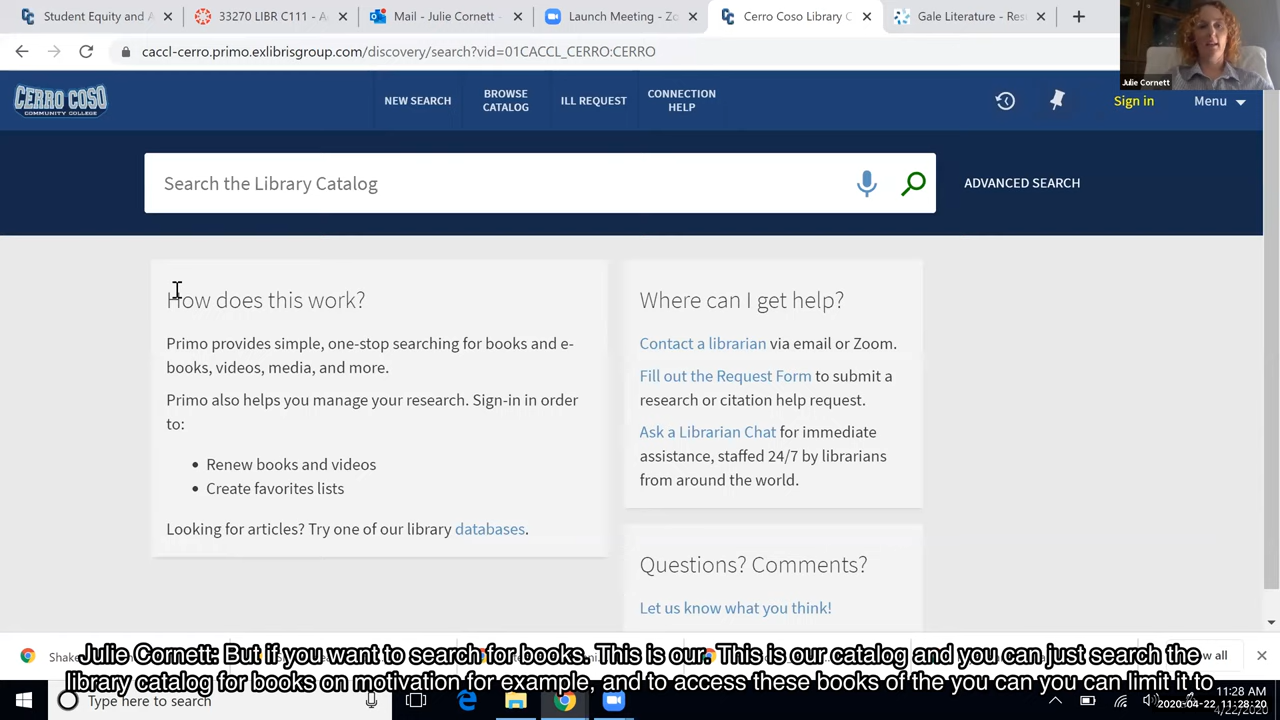 Student Equity and A
33270 LIBR C111 - A
Mail - Julie Cornett -
Launch Meeting - Zo
Cerro Coso Library C
Gale Literature - Res
caccl-cerro.primo.exlibrisgroup.com/discovery/search?vid=01CACCL_CERRO:CERRO
Julie Cornett
CERRO COSO
COMMUNITY COLLEGE
NEW SEARCH
BROWSE
CATALOG
ILL REQUEST
CONNECTION
HELP
Sign in
Menu
Search the Library Catalog
ADVANCED SEARCH
How does this work?
Primo provides simple, one-stop searching for books and e-
books, videos, media, and more.
Primo also helps you manage your research. Sign-in in order
to:
• Renew books and videos
• Create favorites lists
Looking for articles? Try one of our library databases.
Where can I get help?
Contact a librarian via email or Zoom.
Fill out the Request Form to submit a
research or citation help request.
Ask a Librarian Chat for immediate
assistance, staffed 24/7 by librarians
from around the world.
Questions? Comments?
Let us know what you think!
Julie Cornett: But if you want to search for books. This is our. This is our catalog and you can just search the
library catalog for books on motivation for example, and to access these books of the you can you can limit it to
Type here to search
11:28 AM
2020-04-22 11:28:20
4/22/2020